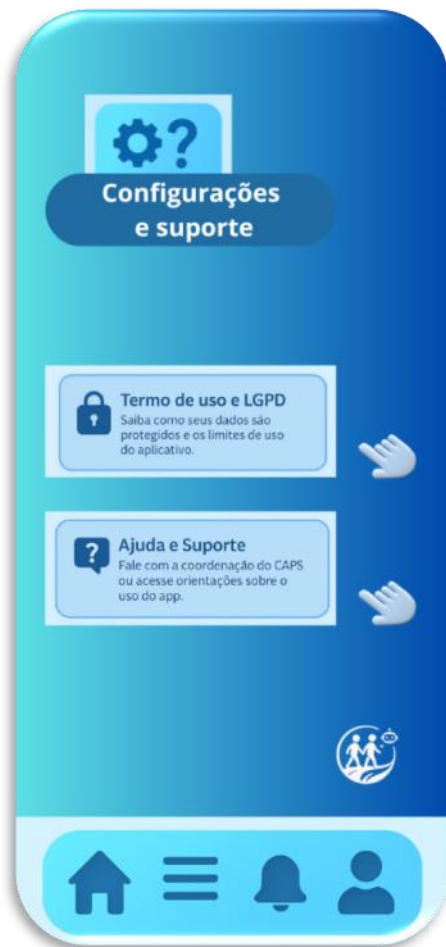 ?
Configurações
e suporte
Termo de uso e LGPD
Saiba como seus dados são
protegidos e os limites de uso
do aplicativo.
?
Ajuda e Suporte
Fale com a coordenação do CAPS
ou acesse orientações sobre o
uso do app.